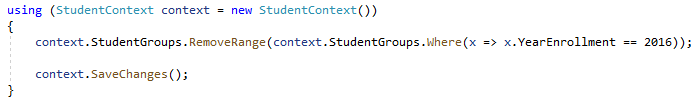 using (StudentContext context = new StudentContext())
{
    context.StudentGroups.RemoveRange(context.StudentGroups.Where(x => x.YearEnrollment == 2016));
    context.SaveChanges();
}